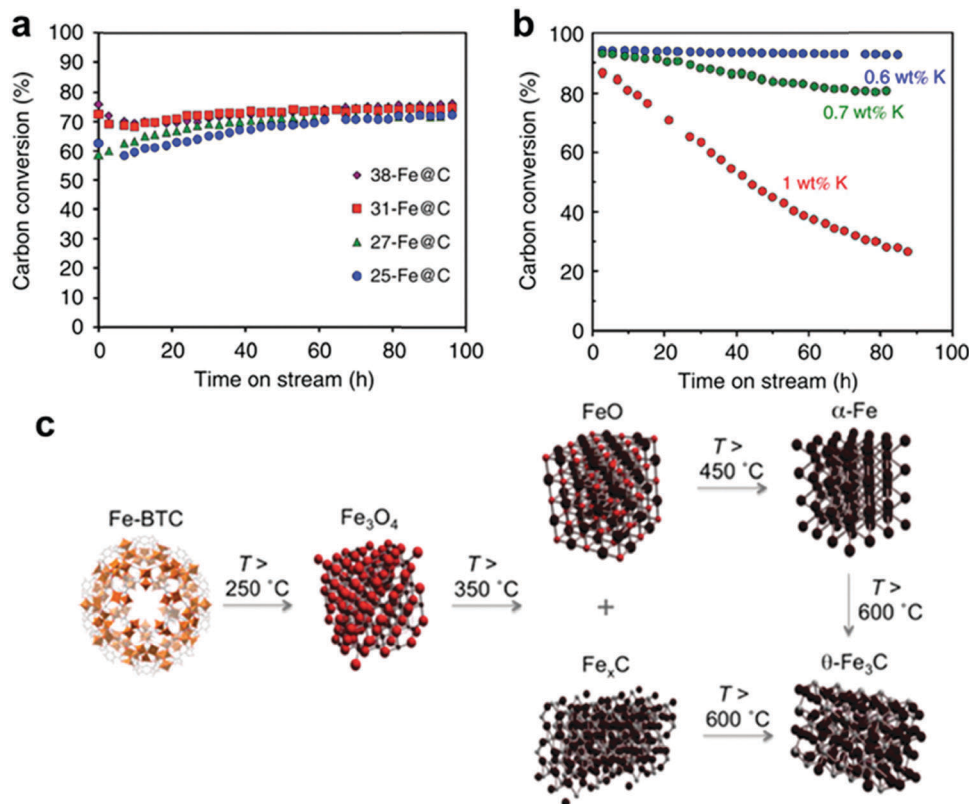 a
Carbon conversion (%)
100
90
80
70
60
50
40
30
20
10
0
38-Fe@C
31-Fe@C
27-Fe@C
25-Fe@C
0
20
40
60
80
100
Time on stream (h)
b
Carbon conversion (%)
100
80
60
40
20
0
0.6 wt% K
0.7 wt% K
1 wt% K
0
20
40
60
80
100
Time on stream (h)
c
Fe-BTC
T >
250 °C
Fe₃O₄
T >
350 °C
FeO
T >
450 °C
α-Fe
+
T >
600 °C
FeₓC
T >
600 °C
θ-Fe₃C